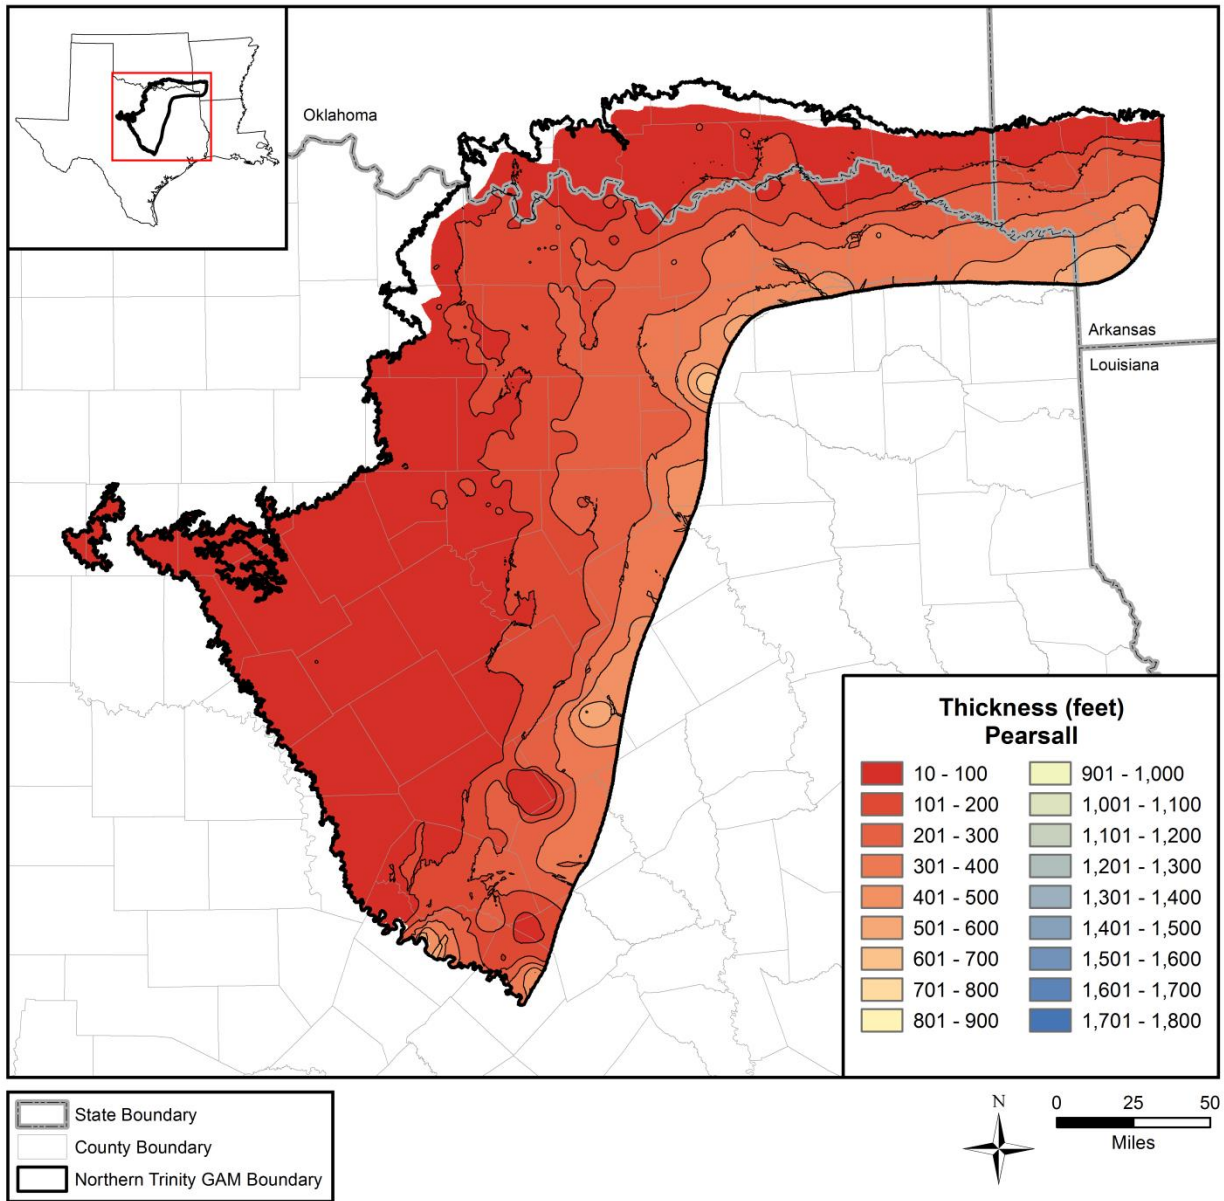 Oklahoma
Arkansas
Louisiana
Thickness (feet)
Pearsall
10 - 100
101 - 200
201 - 300
301 - 400
401 - 500
501 - 600
601 - 700
701 - 800
801 - 900
901 - 1,000
1,001 - 1,100
1,101 - 1,200
1,201 - 1,300
1,301 - 1,400
1,401 - 1,500
1,501 - 1,600
1,601 - 1,700
1,701 - 1,800
State Boundary
County Boundary
Northern Trinity GAM Boundary
N
0 25 50
Miles